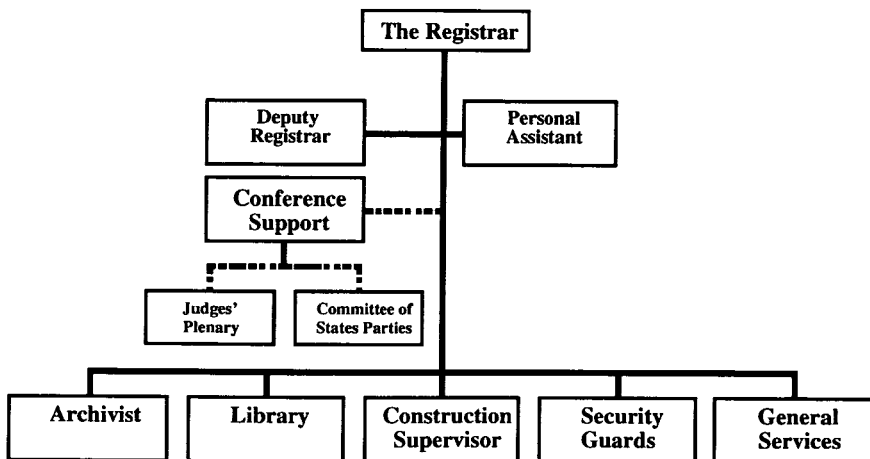 The Registrar
Deputy
Registrar
Personal
Assistant
Conference
Support
Judges'
Plenary
Committee of
States Parties
Archivist
Library
Construction
Supervisor
Security
Guards
General
Services